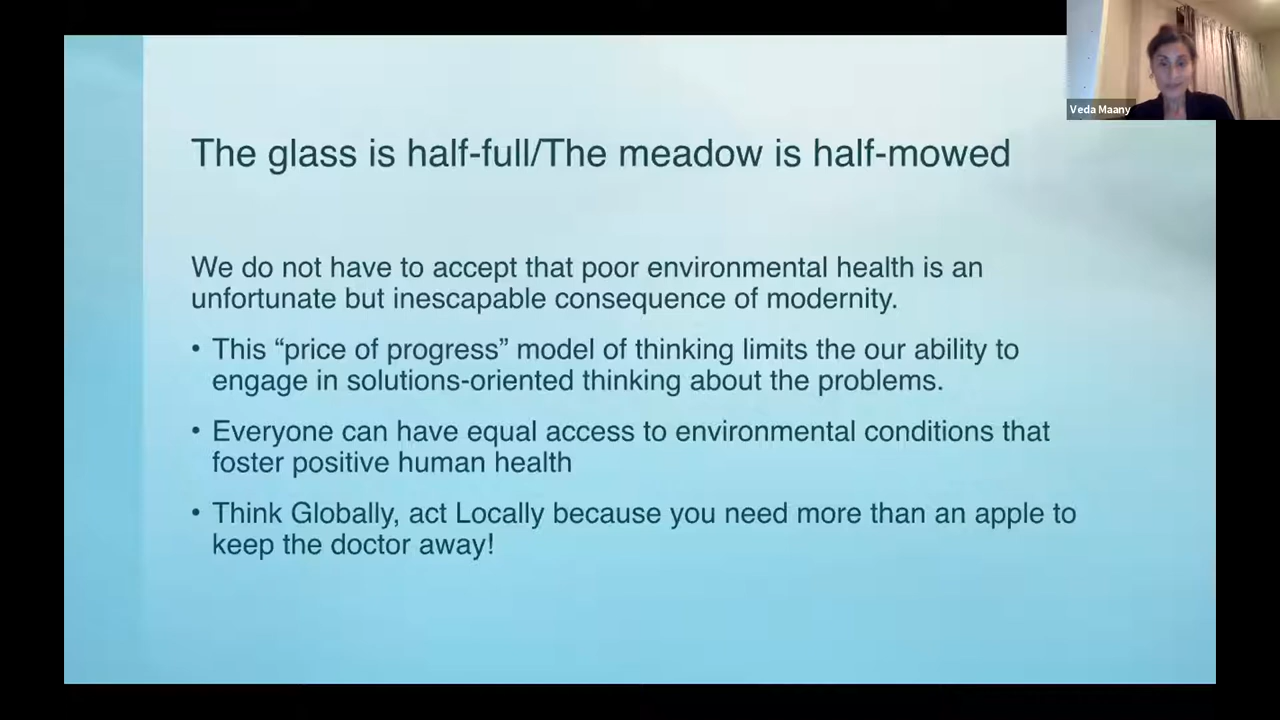 Veda Maany
The glass is half-full/The meadow is half-mowed
We do not have to accept that poor environmental health is an
unfortunate but inescapable consequence of modernity.
• This “price of progress” model of thinking limits the our ability to
engage in solutions-oriented thinking about the problems.
• Everyone can have equal access to environmental conditions that
foster positive human health
• Think Globally, act Locally because you need more than an apple to
keep the doctor away!